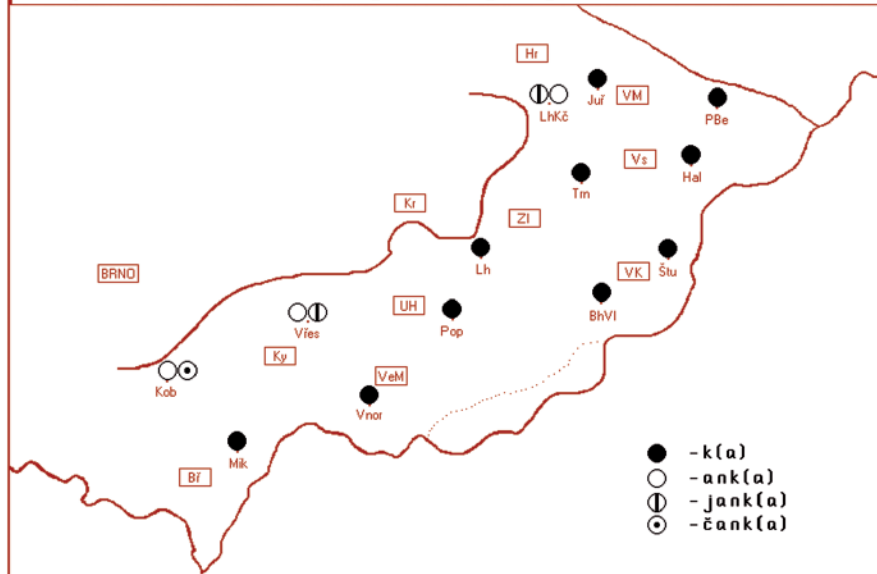 Hr
Juř
VM
LhKč
PBe
Vs
Hal
Trn
Kr
Zl
Lh
BRNO
VK
Štu
BhVl
UH
Pop
Vřes
Ky
VeM
Kob
Vnor
Mik
Bř
-k(a)
-ank(a)
-jank(a)
-čank(a)